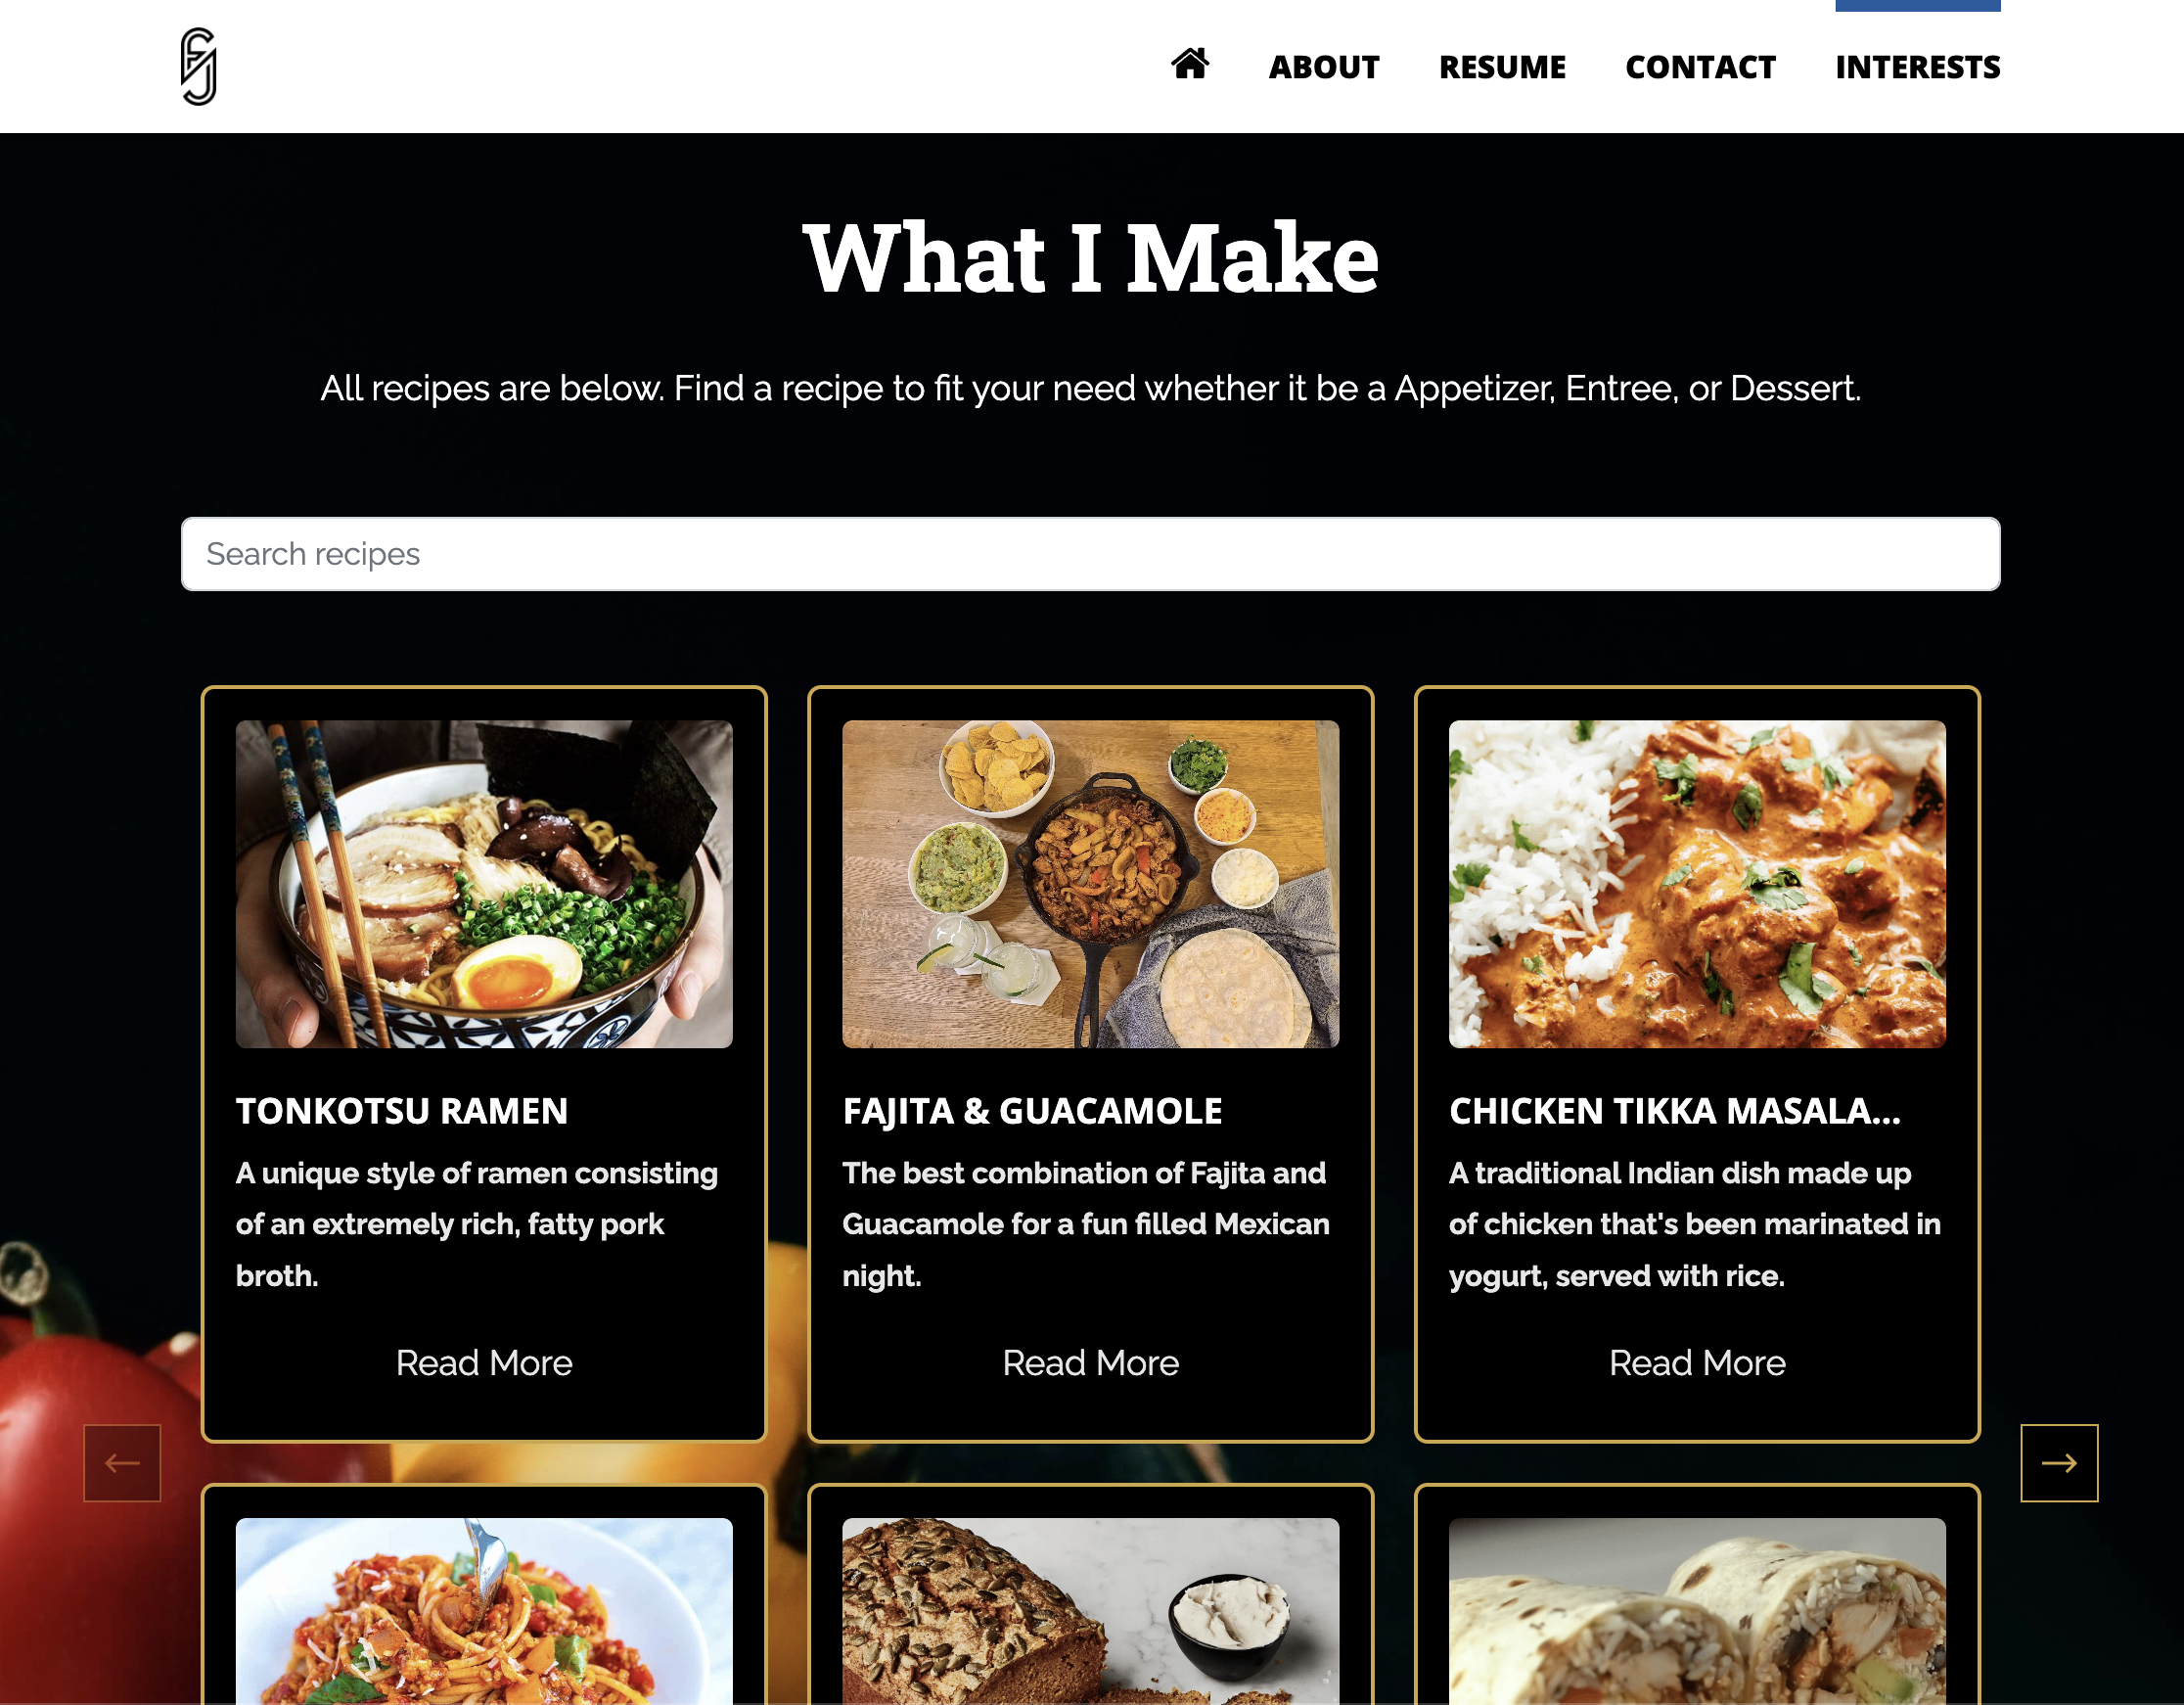 ABOUT RESUME CONTACT INTERESTS
What I Make
All recipes are below. Find a recipe to fit your need whether it be a Appetizer, Entree, or Dessert.
Search recipes
TONKOTSU RAMEN
A unique style of ramen consisting
of an extremely rich, fatty pork
broth.
Read More
FAJITA & GUACAMOLE
The best combination of Fajita and
Guacamole for a fun filled Mexican
night.
Read More
CHICKEN TIKKA MASALA...
A traditional Indian dish made up
of chicken that's been marinated in
yogurt, served with rice.
Read More